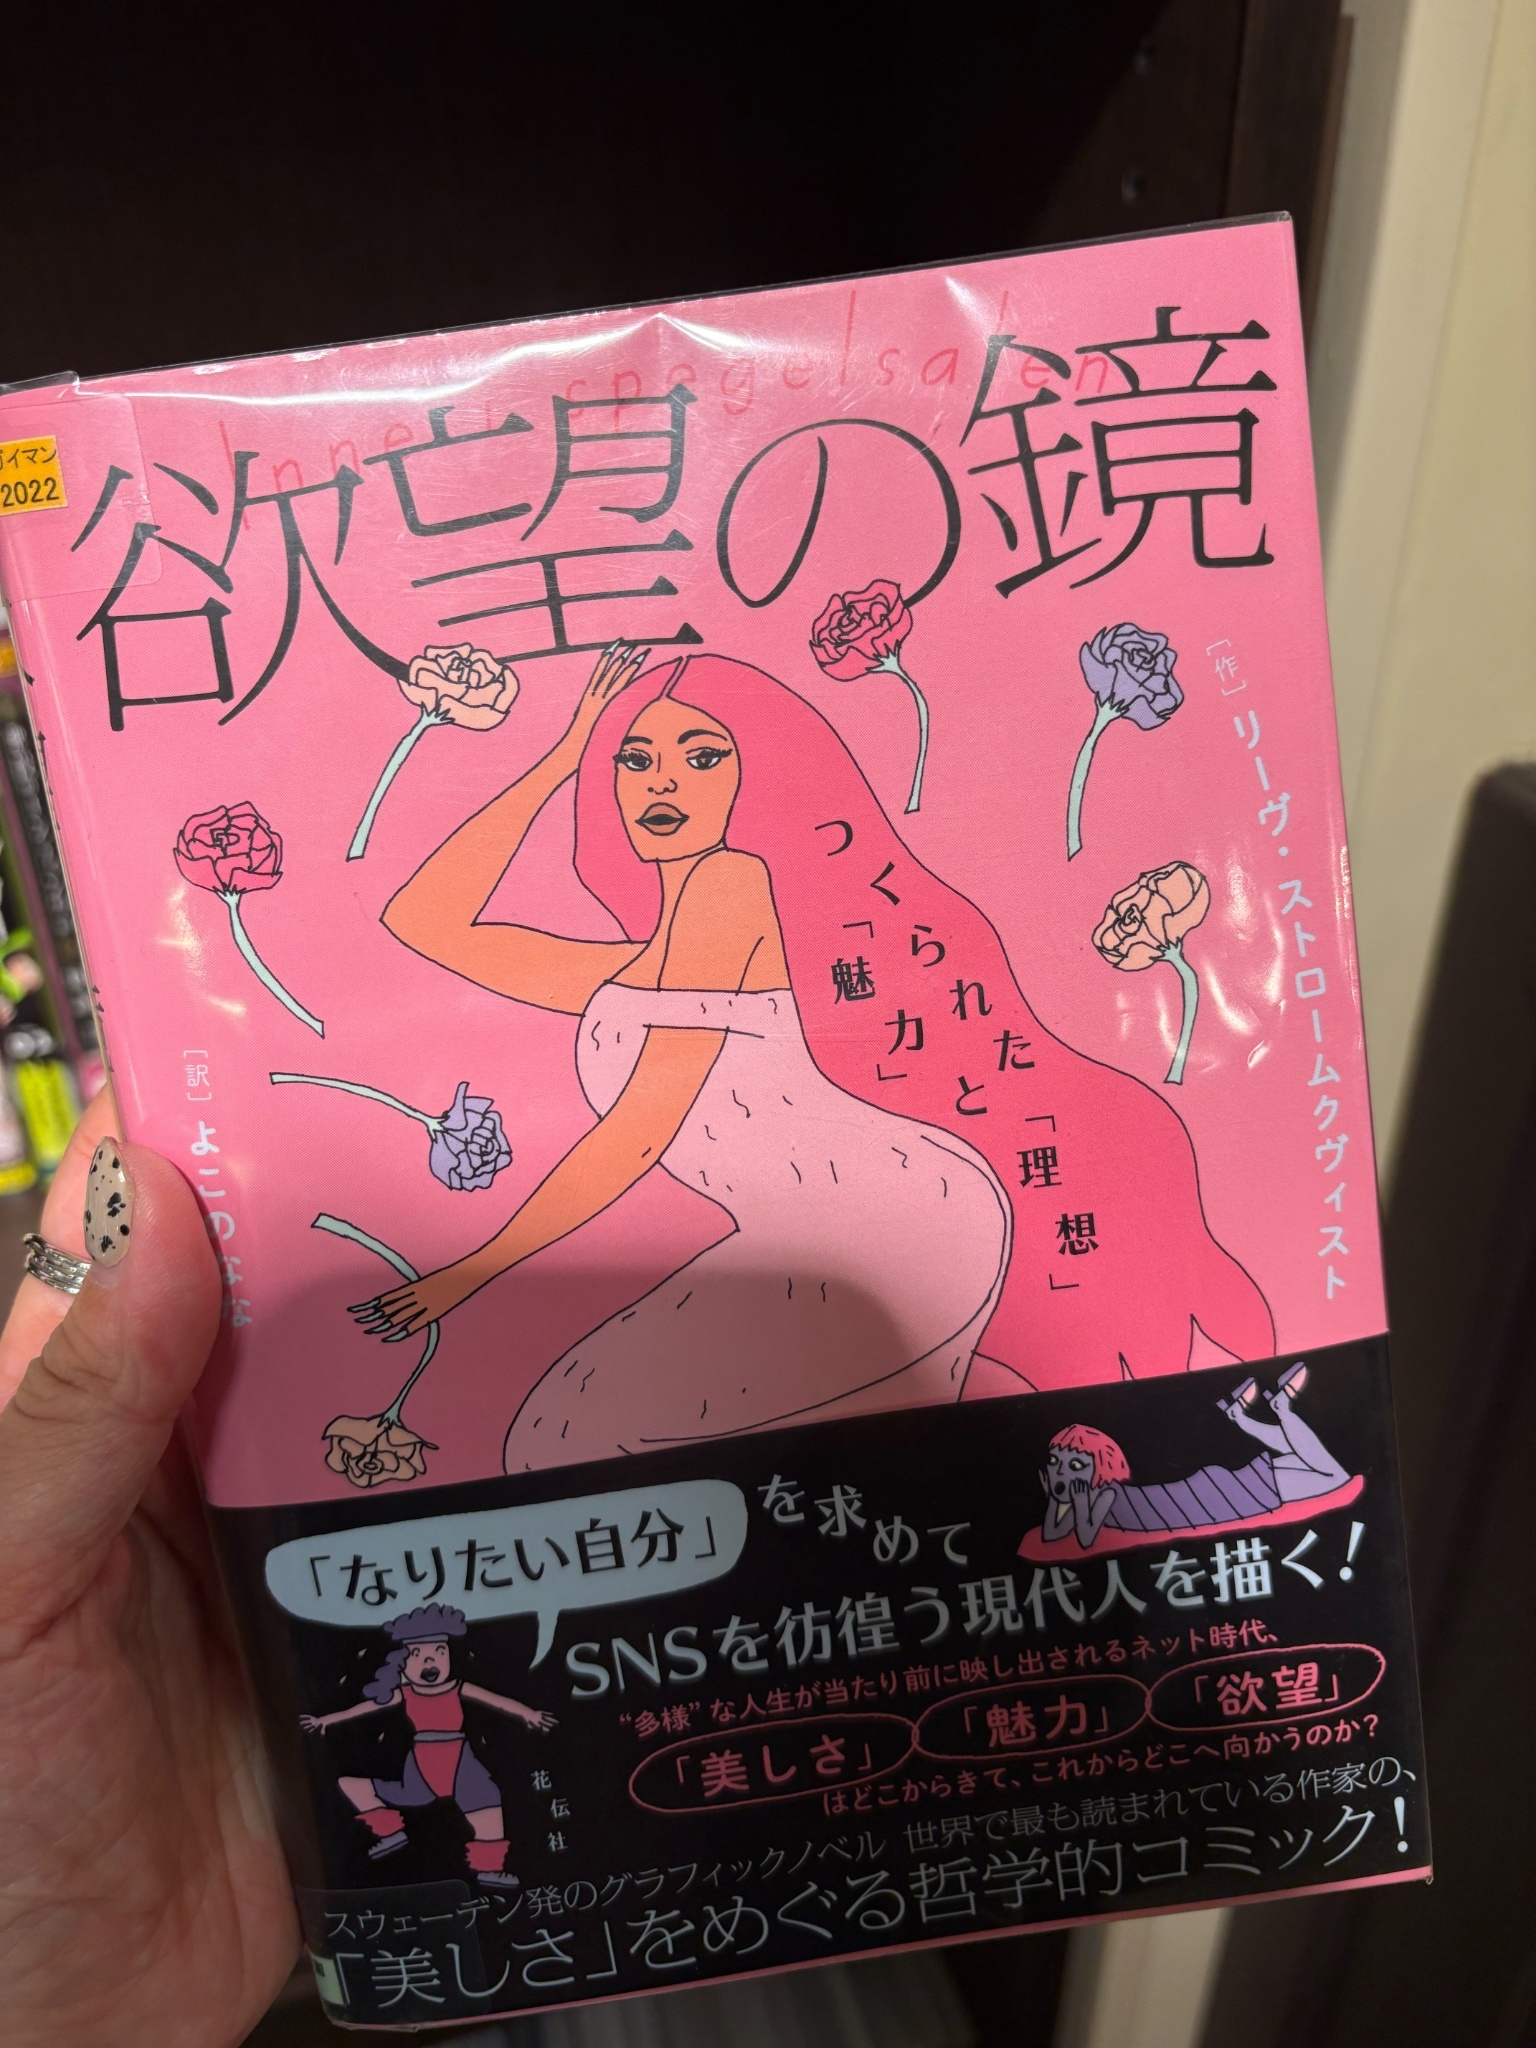 Inne i spegelsalen
欲望の鏡
ガイマン
2022
[作] リーヴ・ストロームクヴィスト
つくられた
「魅力」と
「理想」
[訳] よこのなな
「なりたい自分」を求めて
SNSを彷徨う現代人を描く!
“多様”な人生が当たり前に映し出されるネット時代、
「美しさ」「魅力」「欲望」
はどこからきて、これからどこへ向かうのか?
花伝社
スウェーデン発のグラフィックノベル 世界で最も読まれている作家の、
「美しさ」をめぐる哲学的コミック!